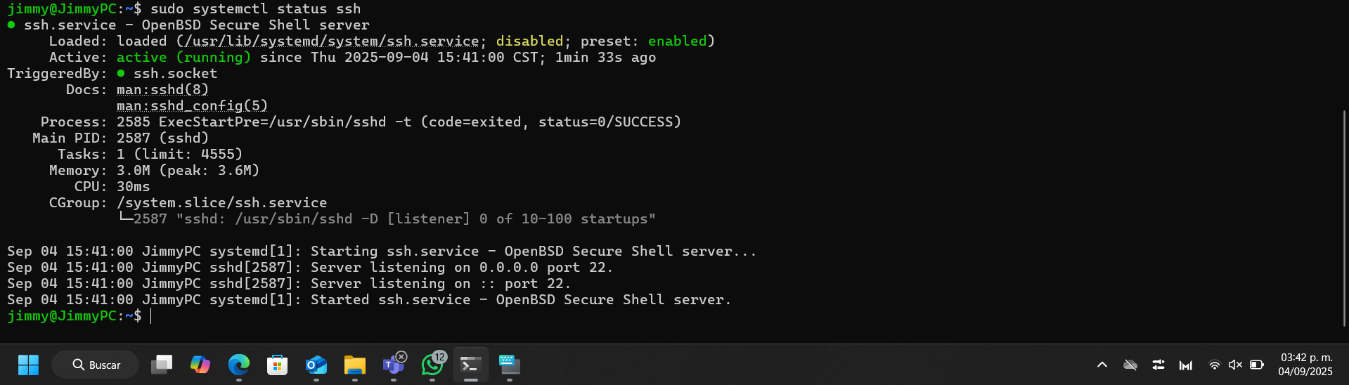 jimmy@JimmyPC:~$ sudo systemctl status ssh
● ssh.service - OpenBSD Secure Shell server
     Loaded: loaded (/usr/lib/systemd/system/ssh.service; disabled; preset: enabled)
     Active: active (running) since Thu 2025-09-04 15:41:00 CST; 1min 33s ago
TriggeredBy: ● ssh.socket
       Docs: man:sshd(8)
             man:sshd_config(5)
    Process: 2585 ExecStartPre=/usr/sbin/sshd -t (code=exited, status=0/SUCCESS)
   Main PID: 2587 (sshd)
      Tasks: 1 (limit: 4555)
     Memory: 3.0M (peak: 3.6M)
        CPU: 30ms
     CGroup: /system.slice/ssh.service
             └─2587 "sshd: /usr/sbin/sshd -D [listener] 0 of 10-100 startups"

Sep 04 15:41:00 JimmyPC systemd[1]: Starting ssh.service - OpenBSD Secure Shell server...
Sep 04 15:41:00 JimmyPC sshd[2587]: Server listening on 0.0.0.0 port 22.
Sep 04 15:41:00 JimmyPC sshd[2587]: Server listening on :: port 22.
Sep 04 15:41:00 JimmyPC systemd[1]: Started ssh.service - OpenBSD Secure Shell server.
jimmy@JimmyPC:~$
Buscar
12
03:42 p. m.
04/09/2025